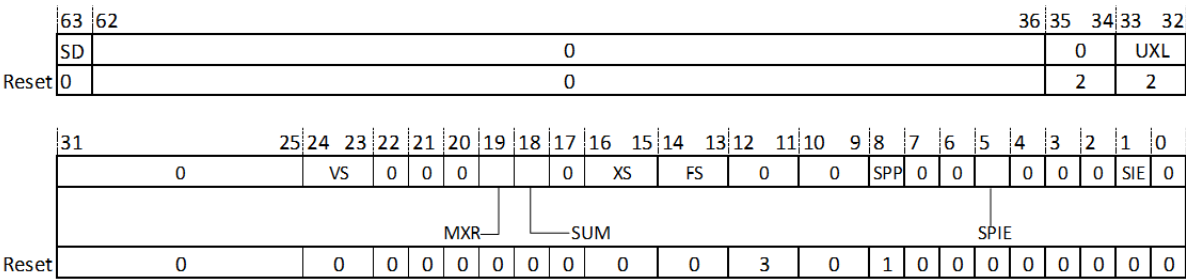 63 62 36 35 34 33 32
SD 0 0 UXL
Reset 0 0 2 2
31 25 24 23 22 21 20 19 18 17 16 15 14 13 12 11 10 9 8 7 6 5 4 3 2 1 0
0 VS 0 0 0 0 XS FS 0 0 SPP 0 0 0 0 0 SIE 0
MXR SUM SPIE
Reset 0 0 0 0 0 0 0 0 0 0 3 0 1 0 0 0 0 0 0 0 0